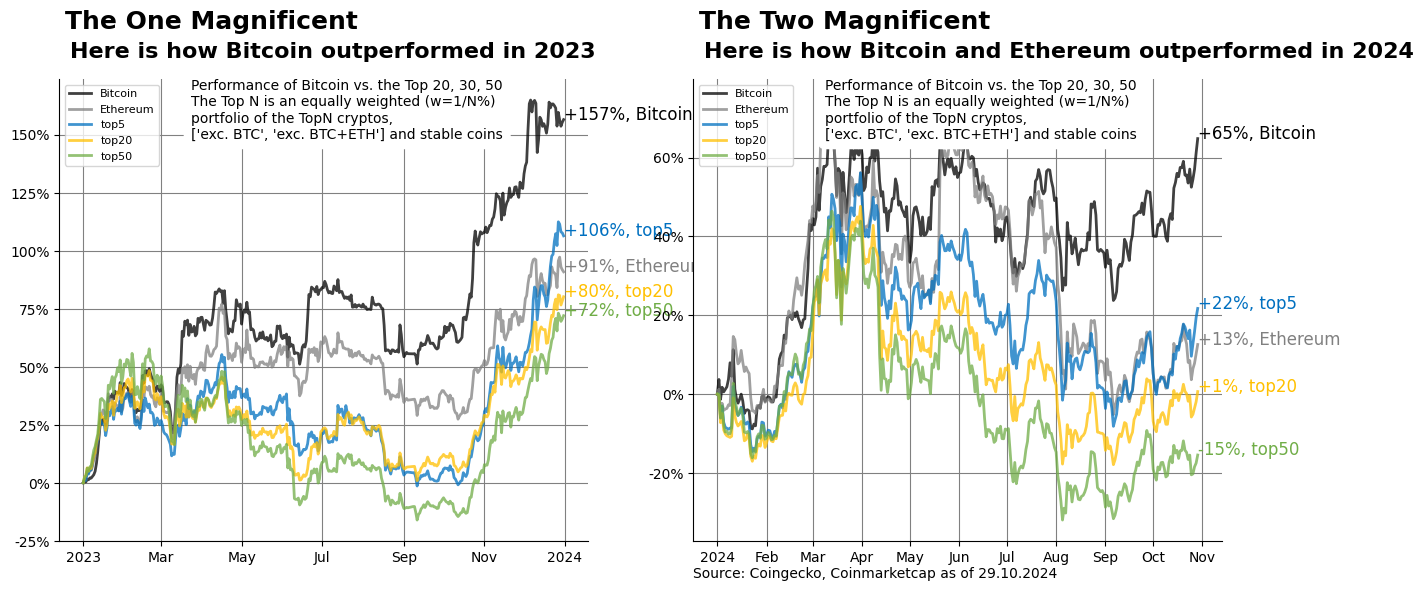 The One Magnificent
Here is how Bitcoin outperformed in 2023
Performance of Bitcoin vs. the Top 20, 30, 50
The Top N is an equally weighted (w=1/N%)
portfolio of the TopN cryptos,
['exc. BTC', 'exc. BTC+ETH'] and stable coins
Bitcoin
Ethereum
top5
top20
top50
150%
125%
100%
75%
50%
25%
0%
-25%
+157%, Bitcoin
+106%, top5
+91%, Ethereum
+80%, top20
+72%, top50
2023 Mar May Jul Sep Nov 2024
The Two Magnificent
Here is how Bitcoin and Ethereum outperformed in 2024
Performance of Bitcoin vs. the Top 20, 30, 50
The Top N is an equally weighted (w=1/N%)
portfolio of the TopN cryptos,
['exc. BTC', 'exc. BTC+ETH'] and stable coins
Bitcoin
Ethereum
top5
top20
top50
60%
40%
20%
0%
-20%
+65%, Bitcoin
+22%, top5
+13%, Ethereum
+1%, top20
-15%, top50
2024 Feb Mar Apr May Jun Jul Aug Sep Oct Nov
Source: Coingecko, Coinmarketcap as of 29.10.2024